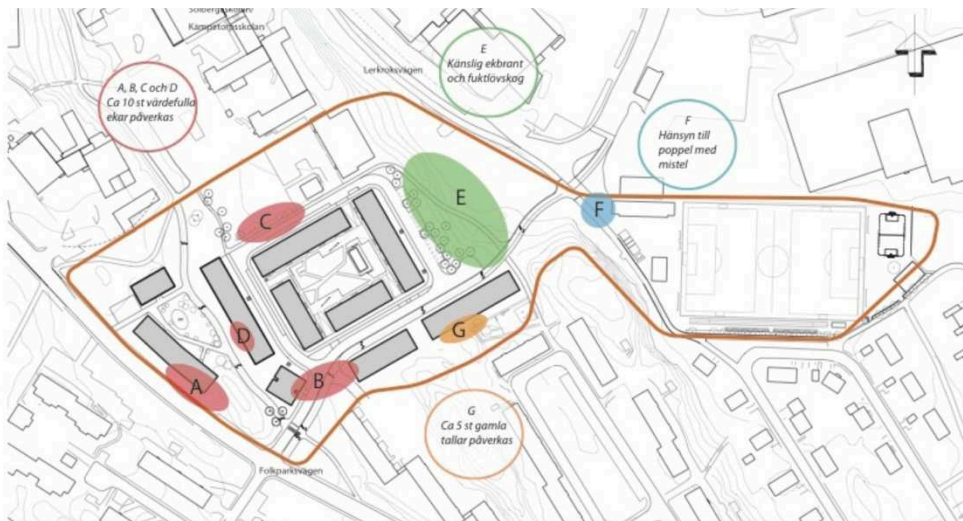 Solbergaskolan/
Kämpetorpsskolan
Lerkroksvägen
A, B, C och D
Ca 10 st värdefulla
ekar påverkas
E
Känslig ekbrant
och fuktlövskog
F
Hänsyn till
poppel med
mistel
C
E
F
D
G
A
B
G
Ca 5 st gamla
tallar påverkas
Folkparksvägen